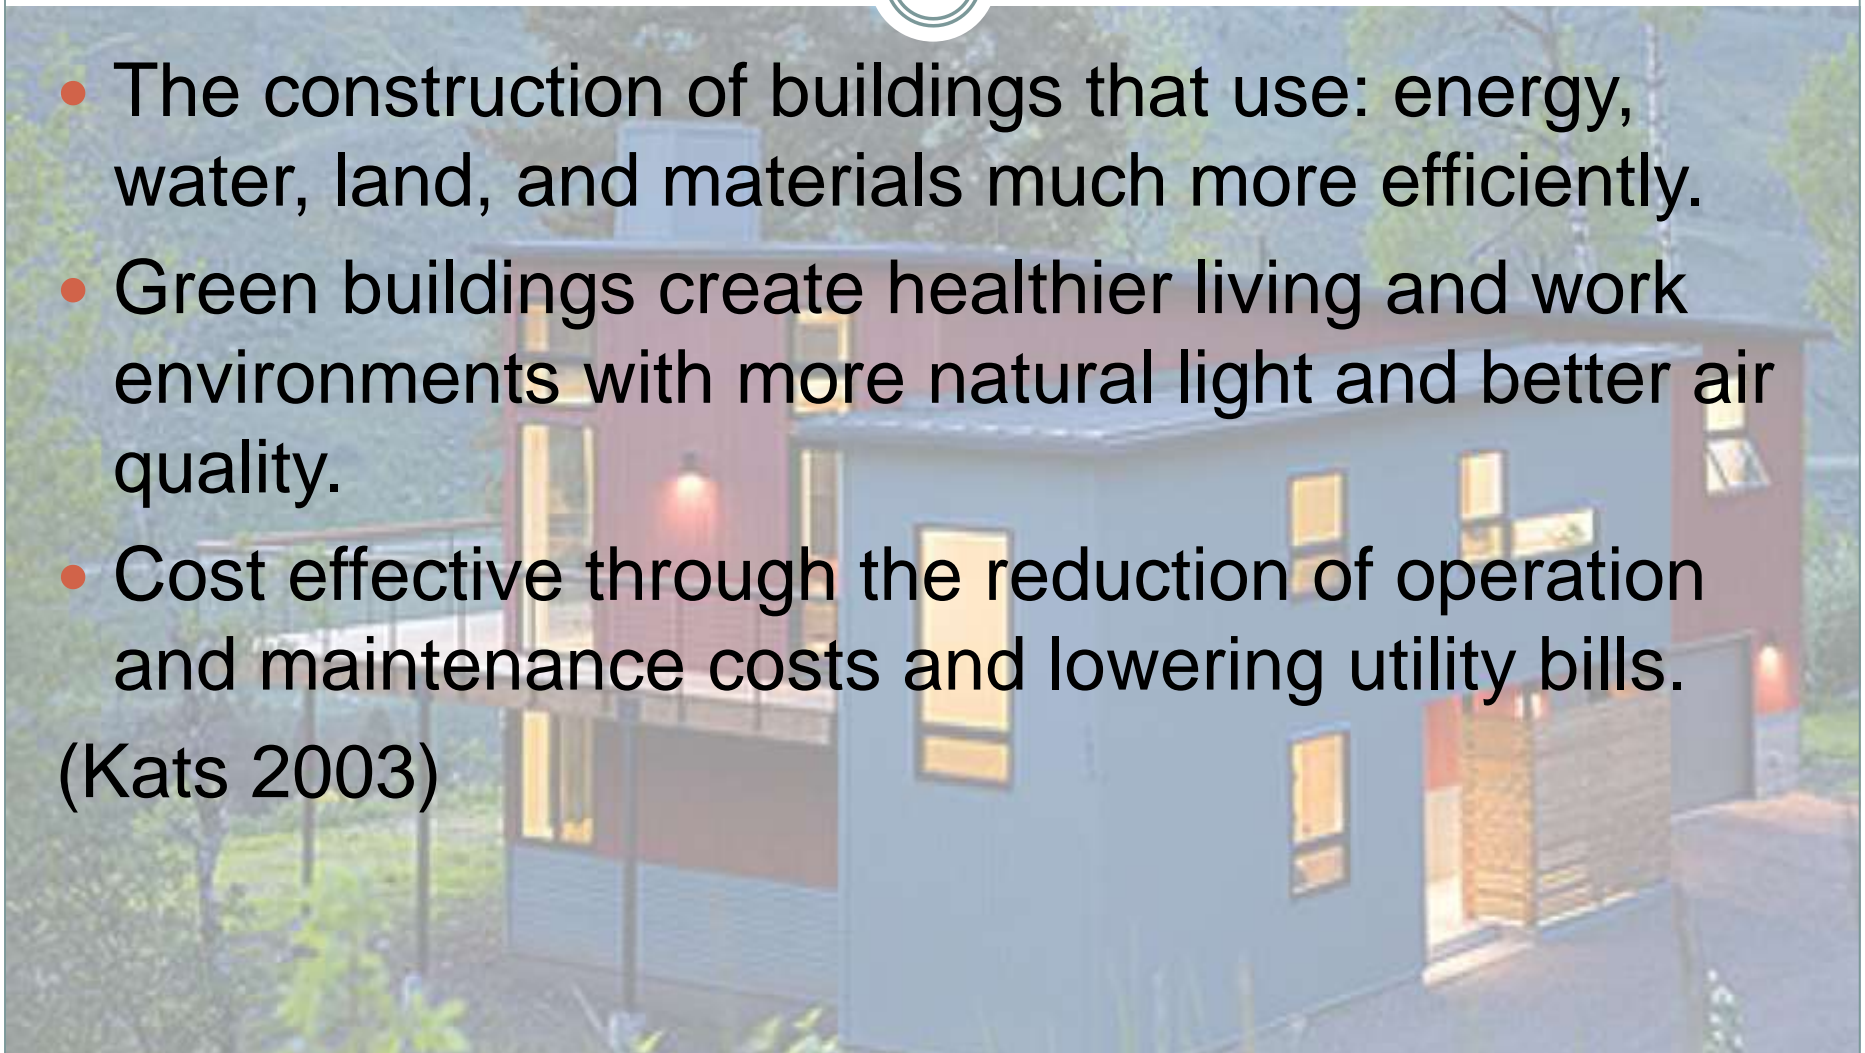 • The construction of buildings that use: energy,
water, land, and materials much more efficiently.
• Green buildings create healthier living and work
environments with more natural light and better air
quality.
• Cost effective through the reduction of operation
and maintenance costs and lowering utility bills.
(Kats 2003)